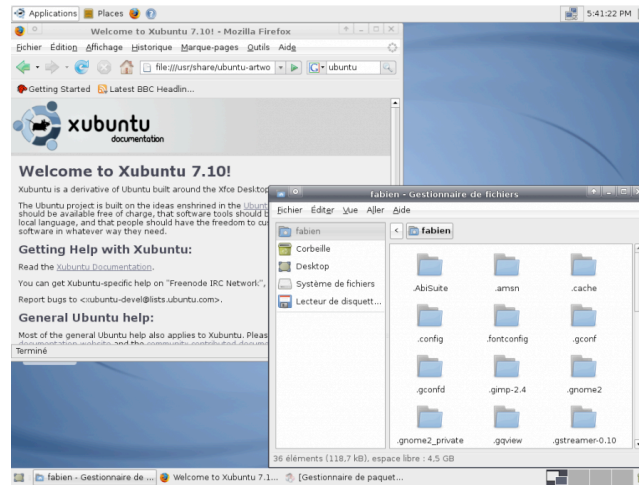 Applications Places 5:41:22 PM
Welcome to Xubuntu 7.10! - Mozilla Firefox
Fichier Édition Affichage Historique Marque-pages Outils Aide
file:///usr/share/ubuntu-artwo ubuntu
Getting Started Latest BBC Headlin...
xubuntu
documentation
Welcome to Xubuntu 7.10!
Xubuntu is a derivative of Ubuntu built around the Xfce Desktop
The Ubuntu project is built on the ideas enshrined in the Ubunt
should be available free of charge, that software tools should b
local language, and that people should have the freedom to cus
software in whatever way they need.
Getting Help with Xubuntu:
Read the Xubuntu Documentation.
You can get Xubuntu-specific help on "Freenode IRC Network",
Report bugs to <xubuntu-devel@lists.ubuntu.com>.
General Ubuntu help:
Most of the general Ubuntu help also applies to Xubuntu. Pleas
documentation website and the community contributed docume
Terminé
fabien - Gestionnaire de fichiers
Fichier Éditer Vue Aller Aide
fabien
Corbeille
Desktop
Système de fichiers
Lecteur de disquett...
fabien
.AbiSuite .amsn .cache
.config .fontconfig .gconf
.gconfd .gimp-2.4 .gnome2
.gnome2_private .gqview .gstreamer-0.10
36 éléments (118,7 kB), espace libre : 4,5 GB
fabien - Gestionnaire de ... Welcome to Xubuntu 7.1... [Gestionnaire de paquet...